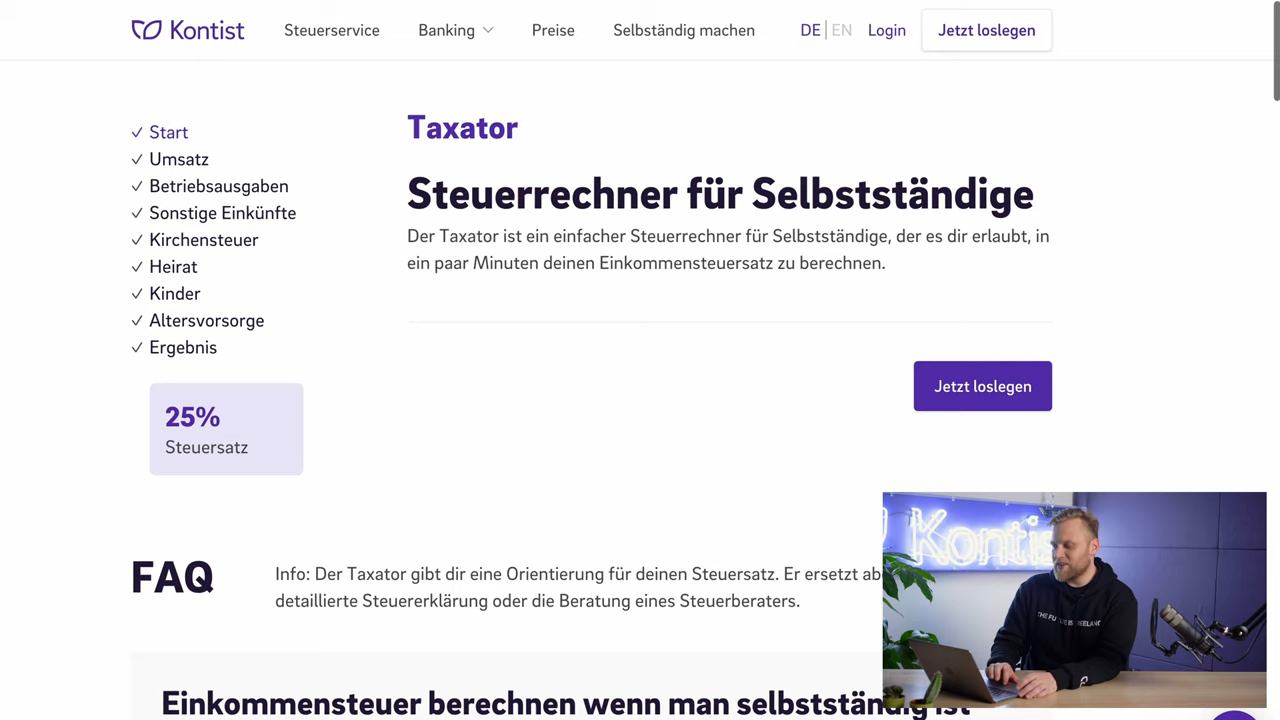 Kontist
Steuerservice
Banking
Preise
Selbständig machen
DE | EN
Login
Jetzt loslegen
Start
Umsatz
Betriebsausgaben
Sonstige Einkünfte
Kirchensteuer
Heirat
Kinder
Altersvorsorge
Ergebnis
25%
Steuersatz
Taxator
Steuerrechner für Selbstständige
Der Taxator ist ein einfacher Steuerrechner für Selbstständige, der es dir erlaubt, in
ein paar Minuten deinen Einkommensteuersatz zu berechnen.
Jetzt loslegen
FAQ
Info: Der Taxator gibt dir eine Orientierung für deinen Steuersatz. Er ersetzt ab
detaillierte Steuererklärung oder die Beratung eines Steuerberaters.
Einkommensteuer berechnen wenn man selbstständig ist
Kontis
THE FU